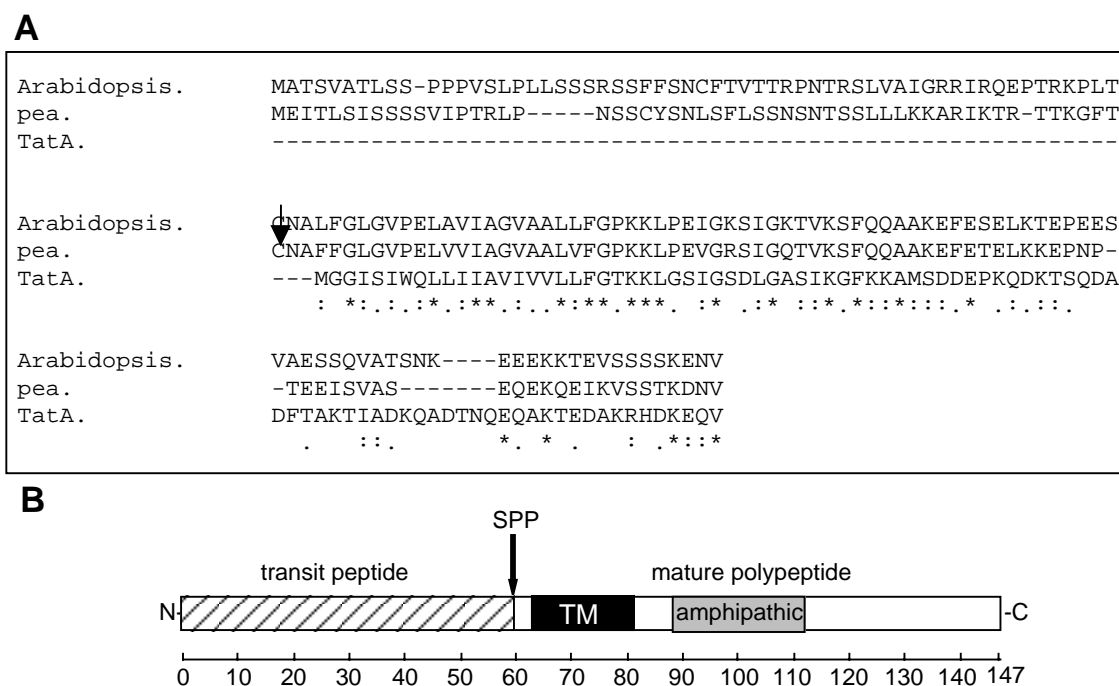 A
Arabidopsis. MATSVATLSS-PPPVSLPLLSSSRSSFFSNCFTVTTRPNTRSLVAIGRRIRQEPTRKPLT
pea. MEITLSISSSSVIPTRLP-----NSSCYSNLSFLSSNSNTSSLLLKKARIKTR-TTKGFT
TatA. ------------------------------------------------------------
Arabidopsis. CNALFGLGVPELAVIAGVAALLFGPKKLPEIGKSIGKTVKSFQQAAKEFESELKTEPEES
pea. CNAFFGLGVPELVVIAGVAALVFGPKKLPEVGRSIGQTVKSFQQAAKEFETELKKEPNP-
TatA. ---MGGISIWQLLIIAVIVVLLFGTKKLGSIGSDLGASIKGFKKAMSDDEPKQDKTSQDA
: *:.:.:*.:**.:..*:**:***. :* .:* ::*.*::*:::* .:.::.
Arabidopsis. VAESSQVATSNK----EEEKKTEVSSSSKENV
pea. -TEEISVAS-------EQEKQEIKVSSTKDNV
TatA. DFTAKTIADKQADTNQEQAKTEDAKRHDKEQV
. ::. *. * . : .*::*
B
SPP
transit peptide mature polypeptide
N- TM amphipathic -C
0 10 20 30 40 50 60 70 80 90 100 110 120 130 140 147